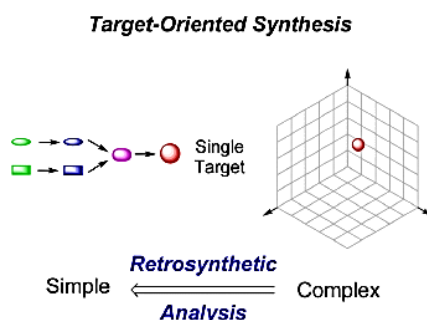 Target-Oriented Synthesis
Single
Target
Retrosynthetic
Simple
Complex
Analysis